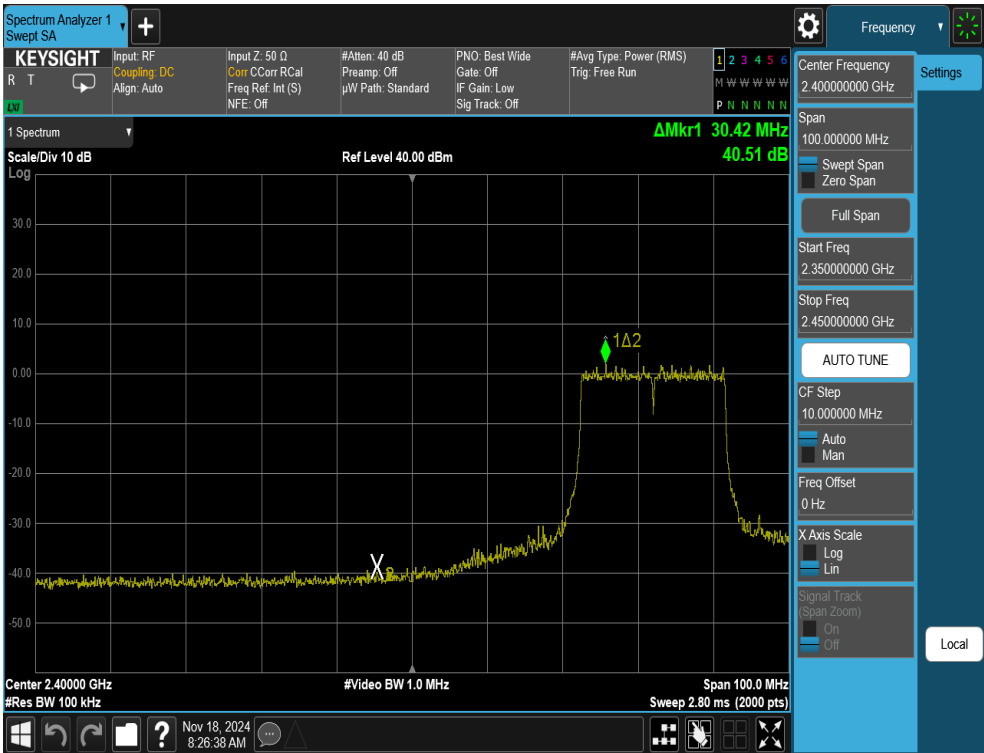 Spectrum Analyzer 1
Swept SA
+
Frequency
KEYSIGHT
R T
LXI
Input: RF
Coupling: DC
Align: Auto
Input Z: 50 Ω
Corr CCorr RCal
Freq Ref: Int (S)
NFE: Off
#Atten: 40 dB
Preamp: Off
µW Path: Standard
PNO: Best Wide
Gate: Off
IF Gain: Low
Sig Track: Off
#Avg Type: Power (RMS)
Trig: Free Run
1 2 3 4 5 6
M W W W W W
P N N N N N
1 Spectrum
ΔMkr1 30.42 MHz
40.51 dB
Scale/Div 10 dB
Ref Level 40.00 dBm
Log
30.0
20.0
10.0
0.00
-10.0
-20.0
-30.0
-40.0
-50.0
1Δ2
X2
Center 2.40000 GHz
#Video BW 1.0 MHz
Span 100.0 MHz
#Res BW 100 kHz
Sweep 2.80 ms (2000 pts)
Nov 18, 2024
8:26:38 AM
?
Center Frequency
2.400000000 GHz
Settings
Span
100.000000 MHz
Swept Span
Zero Span
Full Span
Start Freq
2.350000000 GHz
Stop Freq
2.450000000 GHz
AUTO TUNE
CF Step
10.000000 MHz
Auto
Man
Freq Offset
0 Hz
X Axis Scale
Log
Lin
Signal Track
(Span Zoom)
On
Off
Local